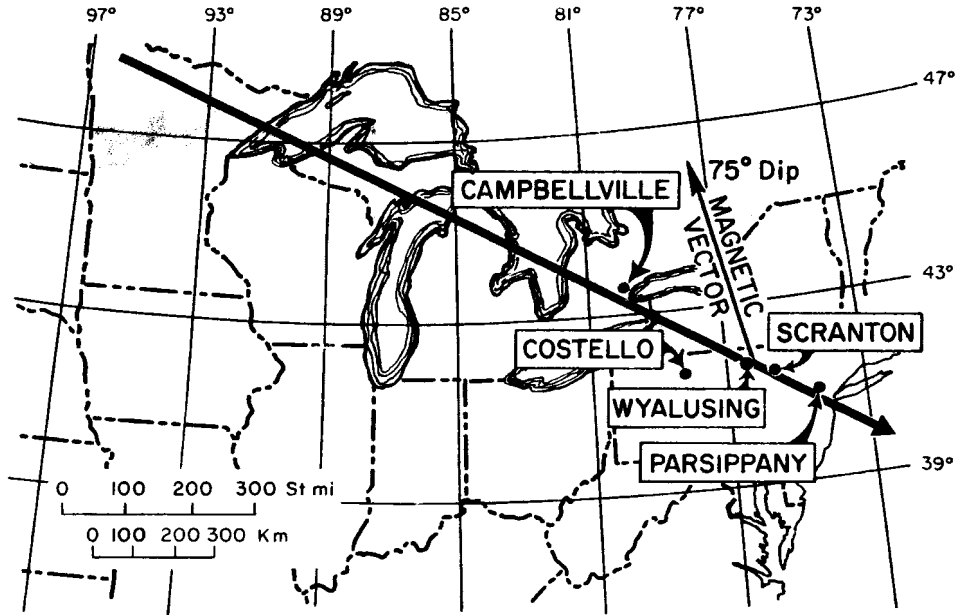 97° 93° 89° 85° 81° 77° 73°
47°
75° Dip
CAMPBELLVILLE
MAGNETIC
VECTOR
43°
SCRANTON
COSTELLO
WYALUSING
PARSIPPANY
39°
0 100 200 300 St mi
0 100 200 300 Km